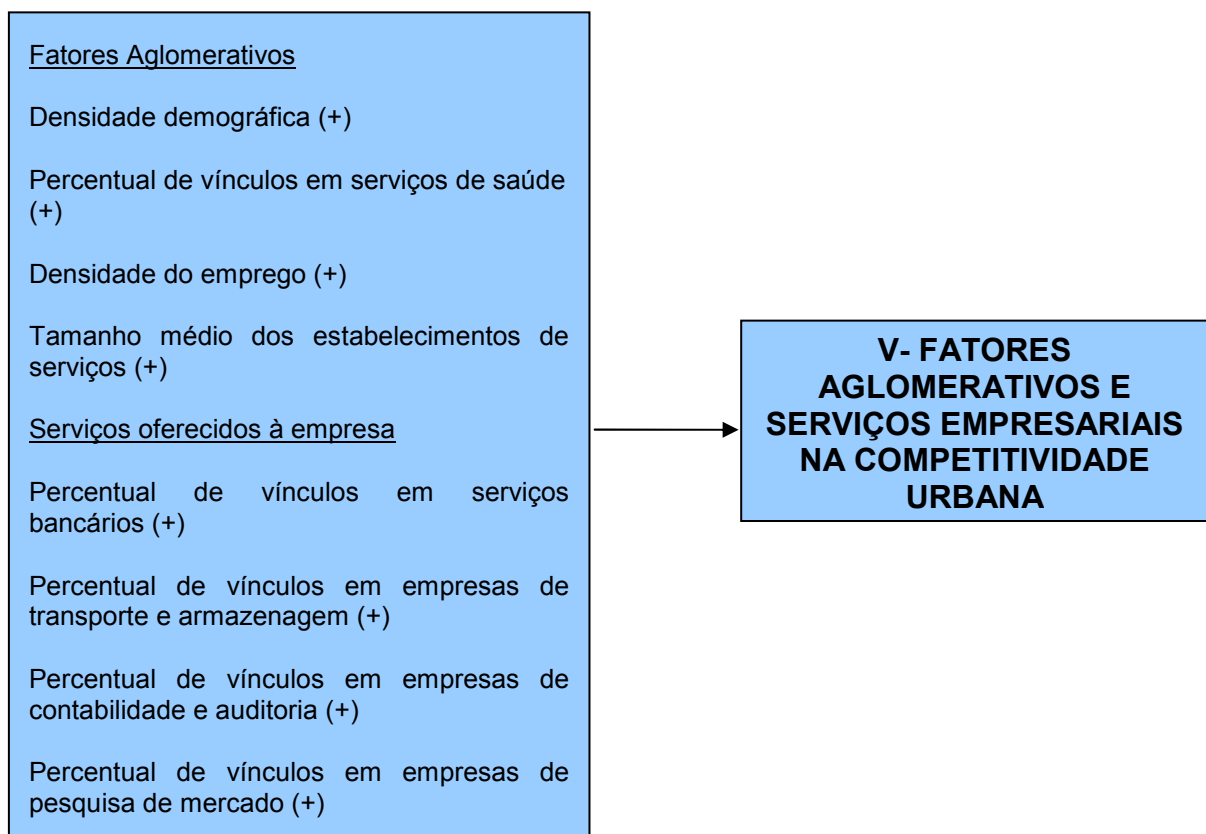 Fatores Aglomerativos
Densidade demográfica (+)
Percentual de vínculos em serviços de saúde
(+)
Densidade do emprego (+)
Tamanho médio dos estabelecimentos de
serviços (+)
Serviços oferecidos à empresa
Percentual de vínculos em serviços
bancários (+)
Percentual de vínculos em empresas de
transporte e armazenagem (+)
Percentual de vínculos em empresas de
contabilidade e auditoria (+)
Percentual de vínculos em empresas de
pesquisa de mercado (+)
V- FATORES
AGLOMERATIVOS E
SERVIÇOS EMPRESARIAIS
NA COMPETITIVIDADE
URBANA